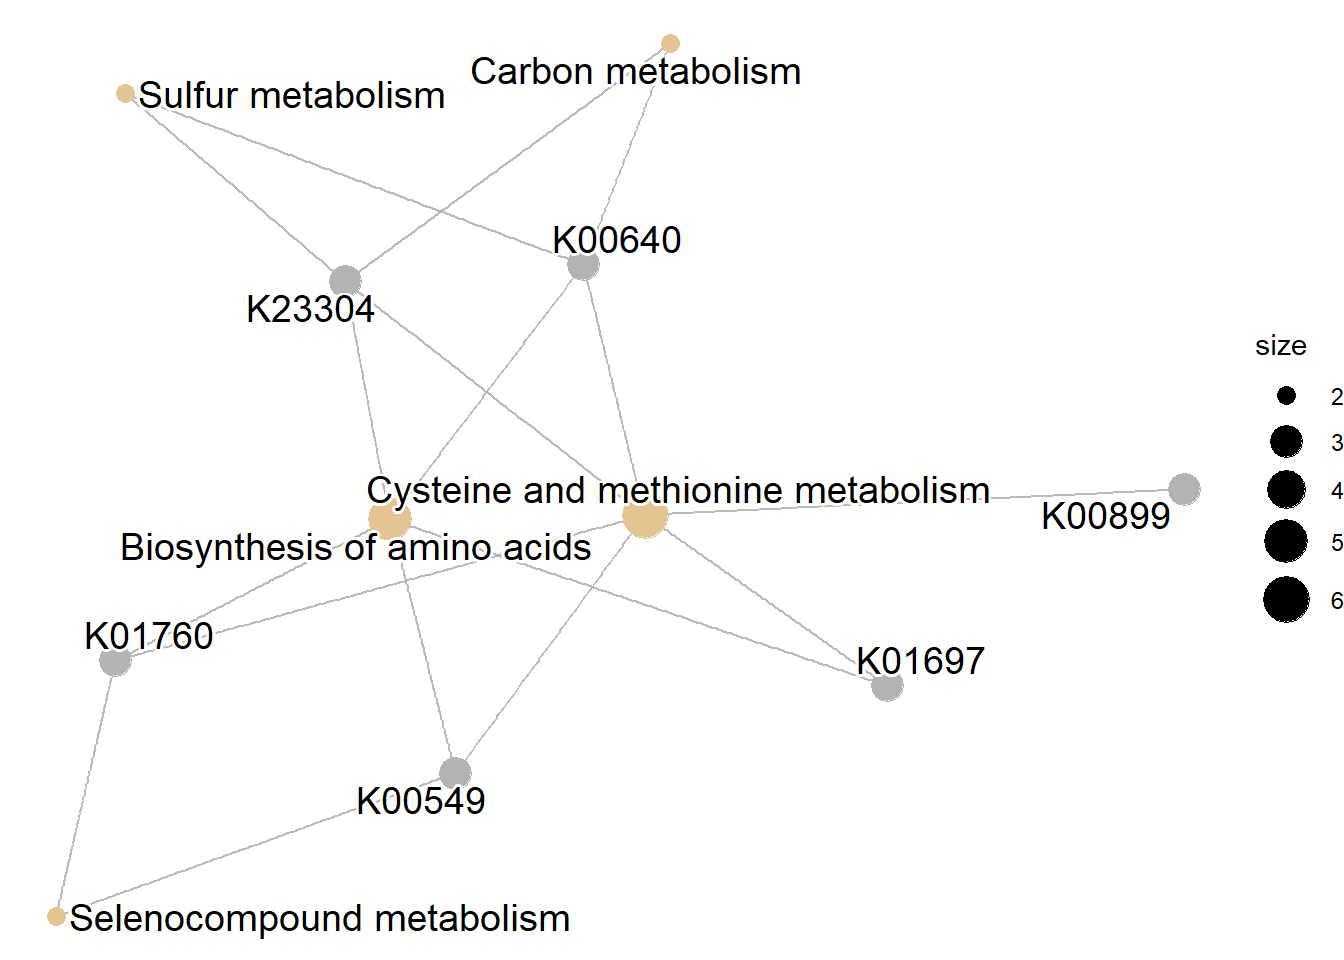 Carbon metabolism
Sulfur metabolism
K00640
K23304
size
2
3
4
5
6
Cysteine and methionine metabolism
K00899
Biosynthesis of amino acids
K01760
K01697
K00549
Selenocompound metabolism